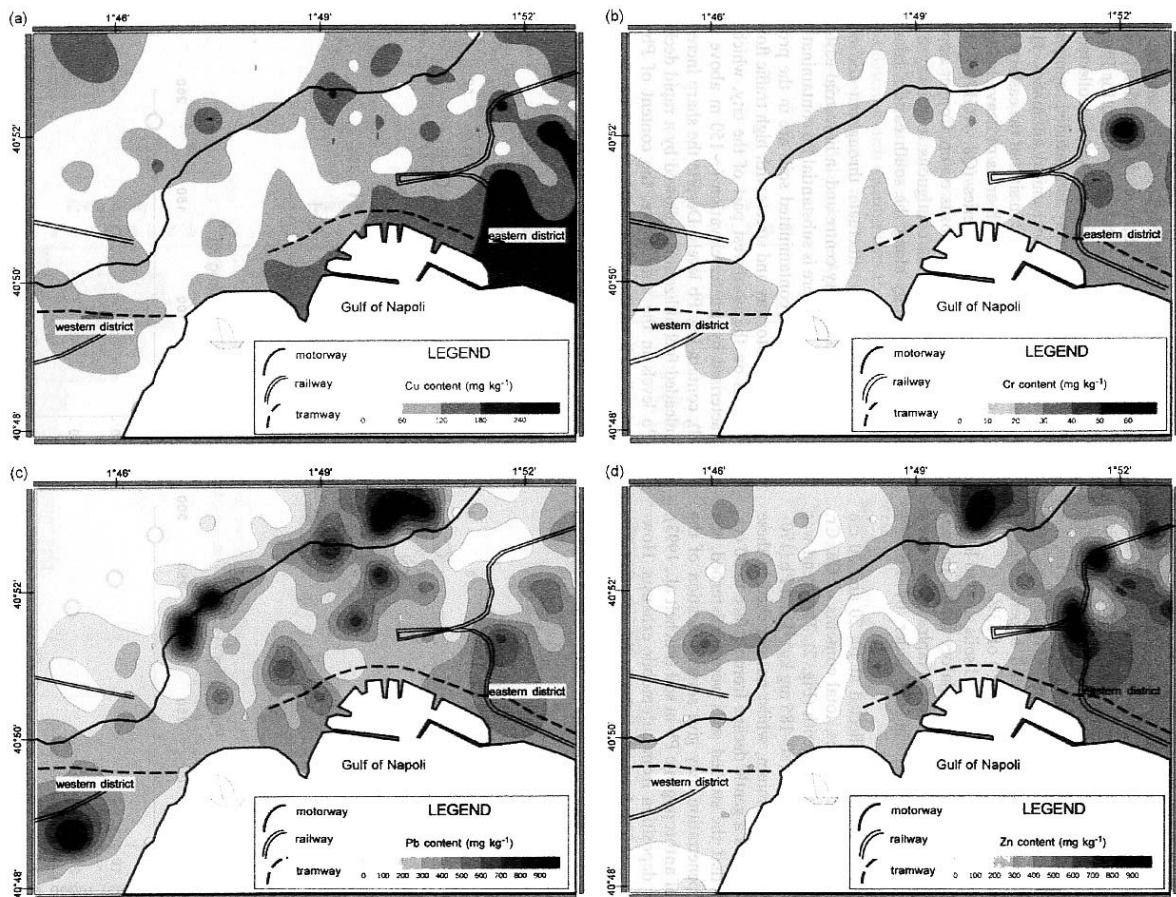 (a)
1°46'
1°49'
1°52'
40°52'
40°50'
40°48'
eastern district
western district
Gulf of Napoli
LEGEND
motorway
railway
tramway
Cu content (mg kg-1)
0 60 120 180 240
(b)
1°46'
1°49'
1°52'
40°52'
40°50'
40°48'
eastern district
western district
Gulf of Napoli
LEGEND
motorway
railway
tramway
Cr content (mg kg-1)
0 10 20 30 40 50 60
(c)
1°46'
1°49'
1°52'
40°52'
40°50'
40°48'
eastern district
western district
Gulf of Napoli
LEGEND
motorway
railway
tramway
Pb content (mg kg-1)
0 100 200 300 400 500 600 700 800 900
(d)
1°46'
1°49'
1°52'
40°52'
40°50'
40°48'
western district
Gulf of Napoli
LEGEND
motorway
railway
tramway
Zn content (mg kg-1)
0 100 200 300 400 500 600 700 800 900